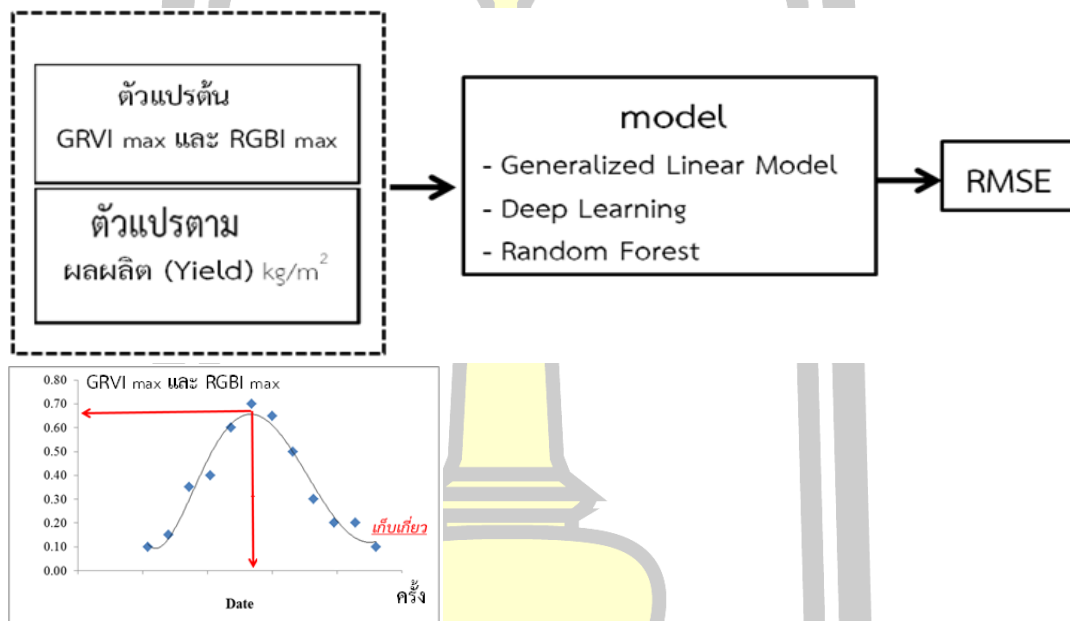 ตัวแปรต้น
GRVI max และ RGBI max
ตัวแปรตาม
ผลผลิต (Yield) kg/m²
model
- Generalized Linear Model
- Deep Learning
- Random Forest
RMSE
GRVI max และ RGBI max
0.80
0.70
0.60
0.50
0.40
0.30
0.20
0.10
0.00
เก็บเกี่ยว
ครั้ง
Date